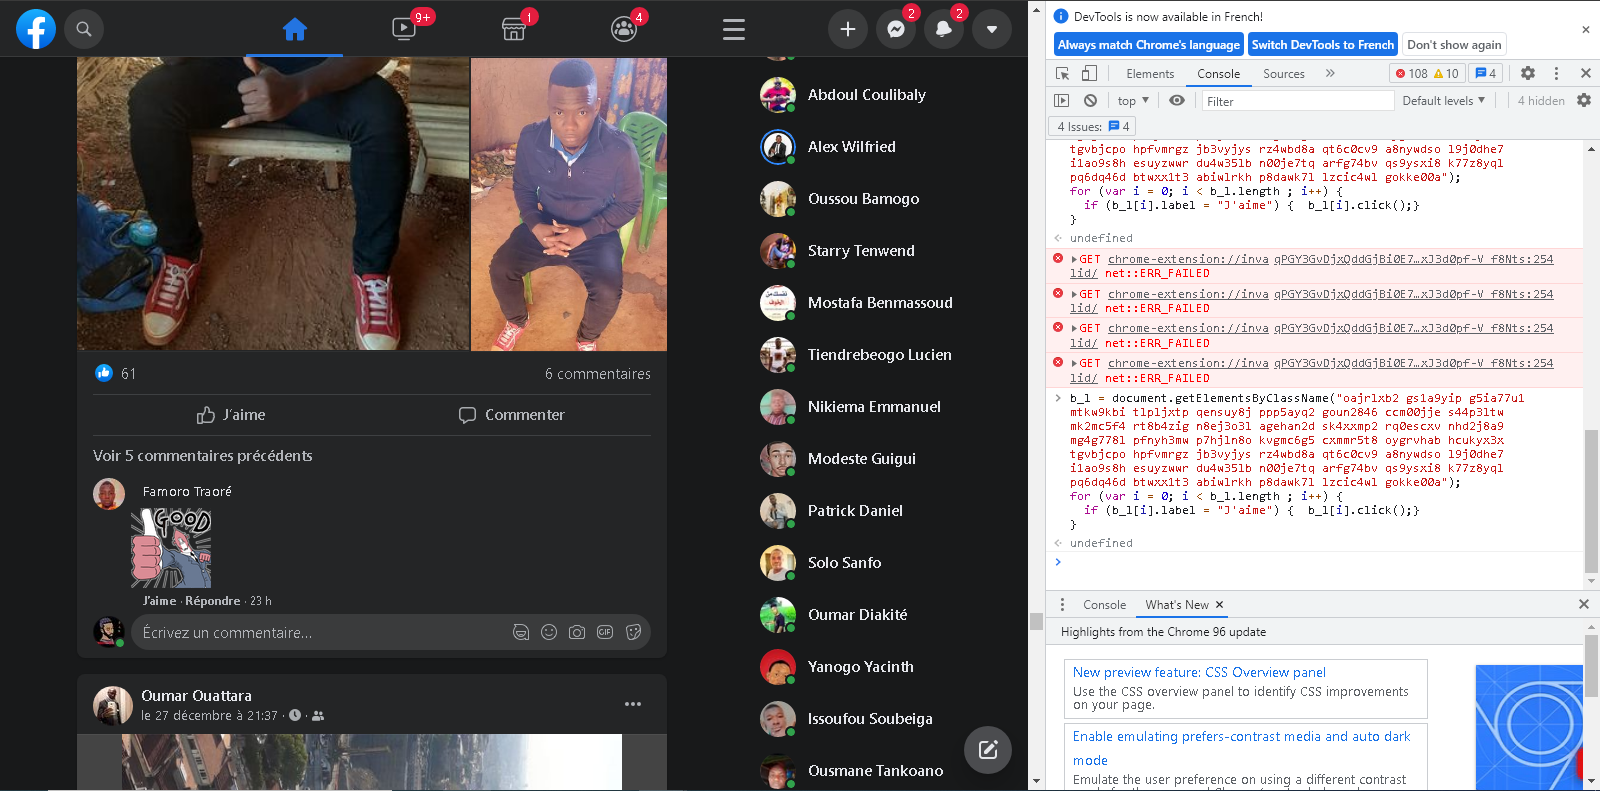 9+
1
4
2
2
61
6 commentaires
J'aime
Commenter
Voir 5 commentaires précédents
Famoro Traoré
GOOD
J'aime · Répondre · 23 h
Écrivez un commentaire...
GIF
Oumar Ouattara
le 27 décembre à 21:37 ·
Abdoul Coulibaly
Alex Wilfried
Oussou Bamogo
Starry Tenwend
Mostafa Benmassoud
Tiendrebeogo Lucien
Nikiema Emmanuel
Modeste Guigui
Patrick Daniel
Solo Sanfo
Oumar Diakité
Yanogo Yacinth
Issoufou Soubeiga
Ousmane Tankoano
DevTools is now available in French!
Always match Chrome's language
Switch DevTools to French
Don't show again
Elements
Console
Sources
108
10
4
top
Filter
Default levels
4 hidden
4 Issues:
4
tgvbjcpo hpfvmrgz jb3vyjys rz4wbd8a qt6c0cv9 a8nywdso l9j0dhe7
i1ao9s8h esuyzwwr du4w35lb n00je7tq arfg74bv qs9ysxi8 k77z8yql
pq6dq46d btwxx1t3 abiwlrkh p8dawk7l lzcic4wl gokke00a");
for (var i = 0; i < b_l.length ; i++) {
if (b_l[i].label = "J'aime") { b_l[i].click();}
}
undefined
GET chrome-extension://inva qPGY3GvDjxQddGjBi0E7…xJ3d0pf-V f8Nts:254
lid/ net::ERR_FAILED
GET chrome-extension://inva qPGY3GvDjxQddGjBi0E7…xJ3d0pf-V f8Nts:254
lid/ net::ERR_FAILED
GET chrome-extension://inva qPGY3GvDjxQddGjBi0E7…xJ3d0pf-V f8Nts:254
lid/ net::ERR_FAILED
GET chrome-extension://inva qPGY3GvDjxQddGjBi0E7…xJ3d0pf-V f8Nts:254
lid/ net::ERR_FAILED
b_l = document.getElementsByClassName("oajrlxb2 gs1a9yip g5ia77u1
mtkw9kbi tlpljxtp qensuy8j ppp5ayq2 goun2846 ccm00jje s44p3ltw
mk2mc5f4 rt8b4zig n8ej3o3l agehan2d sk4xxmp2 rq0escxv nhd2j8a9
mg4g778l pfnyh3mw p7hjln8o kvgmc6g5 cxmmr5t8 oygrvhab hcukyx3x
tgvbjcpo hpfvmrgz jb3vyjys rz4wbd8a qt6c0cv9 a8nywdso l9j0dhe7
i1ao9s8h esuyzwwr du4w35lb n00je7tq arfg74bv qs9ysxi8 k77z8yql
pq6dq46d btwxx1t3 abiwlrkh p8dawk7l lzcic4wl gokke00a");
for (var i = 0; i < b_l.length ; i++) {
if (b_l[i].label = "J'aime") { b_l[i].click();}
}
undefined
Console
What's New
Highlights from the Chrome 96 update
New preview feature: CSS Overview panel
Use the CSS overview panel to identify CSS improvements
on your page.
Enable emulating prefers-contrast media and auto dark
mode
Emulate the user preference on using a different contrast